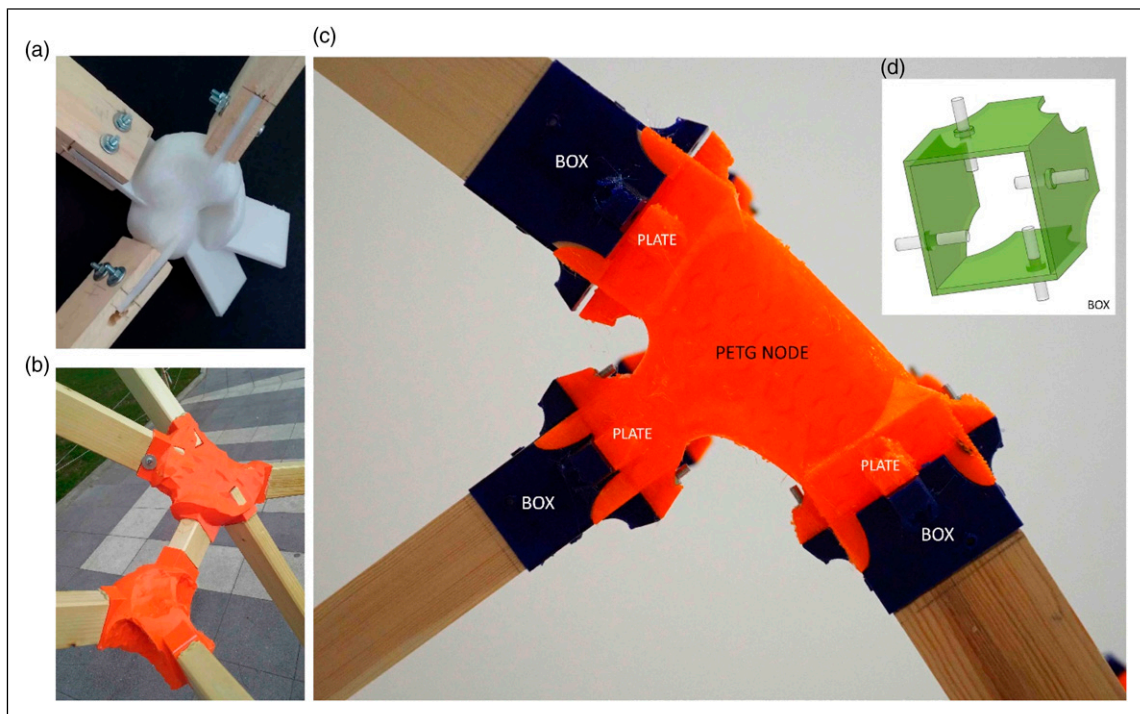 (a)
(b)
(c)
(d)
BOX
PLATE
PETG NODE
PLATE
BOX
PLATE
BOX
BOX